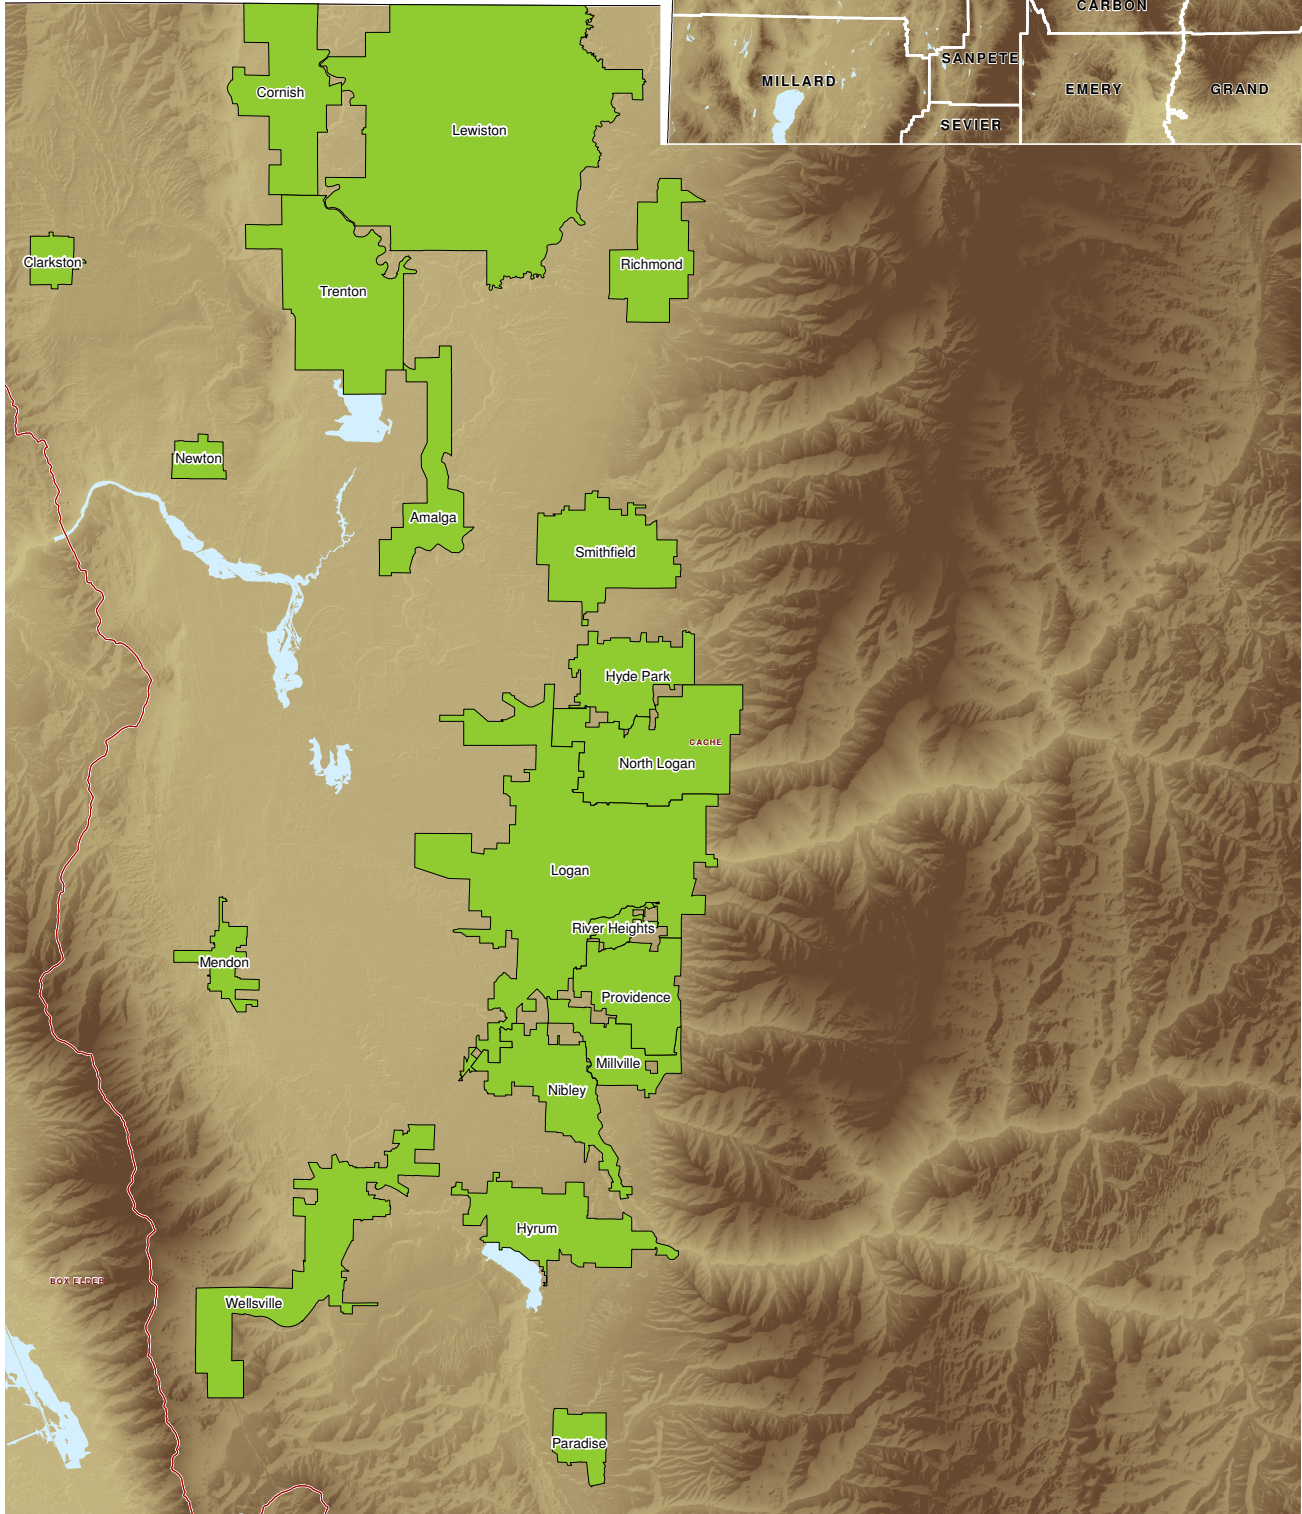 CARBON
SANPETE
MILLARD
EMERY
GRAND
SEVIER
Cornish
Lewiston
Clarkston
Richmond
Trenton
Newton
Amalga
Smithfield
Hyde Park
CACHE
North Logan
Logan
River Heights
Mendon
Providence
Millville
Nibley
Hyrum
BOX ELDER
Wellsville
Paradise